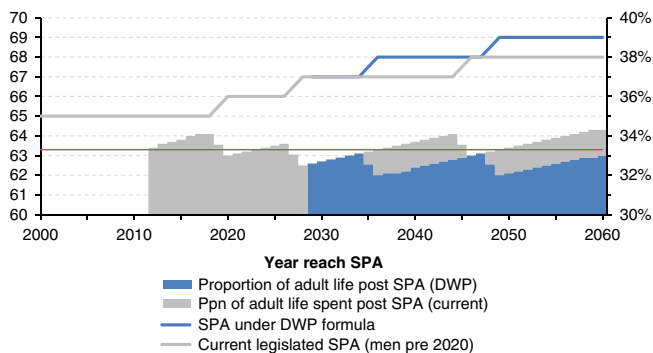 70 40%
69
68 38%
67
66 36%
65
64 34%
63
62 32%
61
60 30%
2000 2010 2020 2030 2040 2050 2060
Year reach SPA
Proportion of adult life post SPA (DWP)
Ppn of adult life spent post SPA (current)
SPA under DWP formula
Current legislated SPA (men pre 2020)